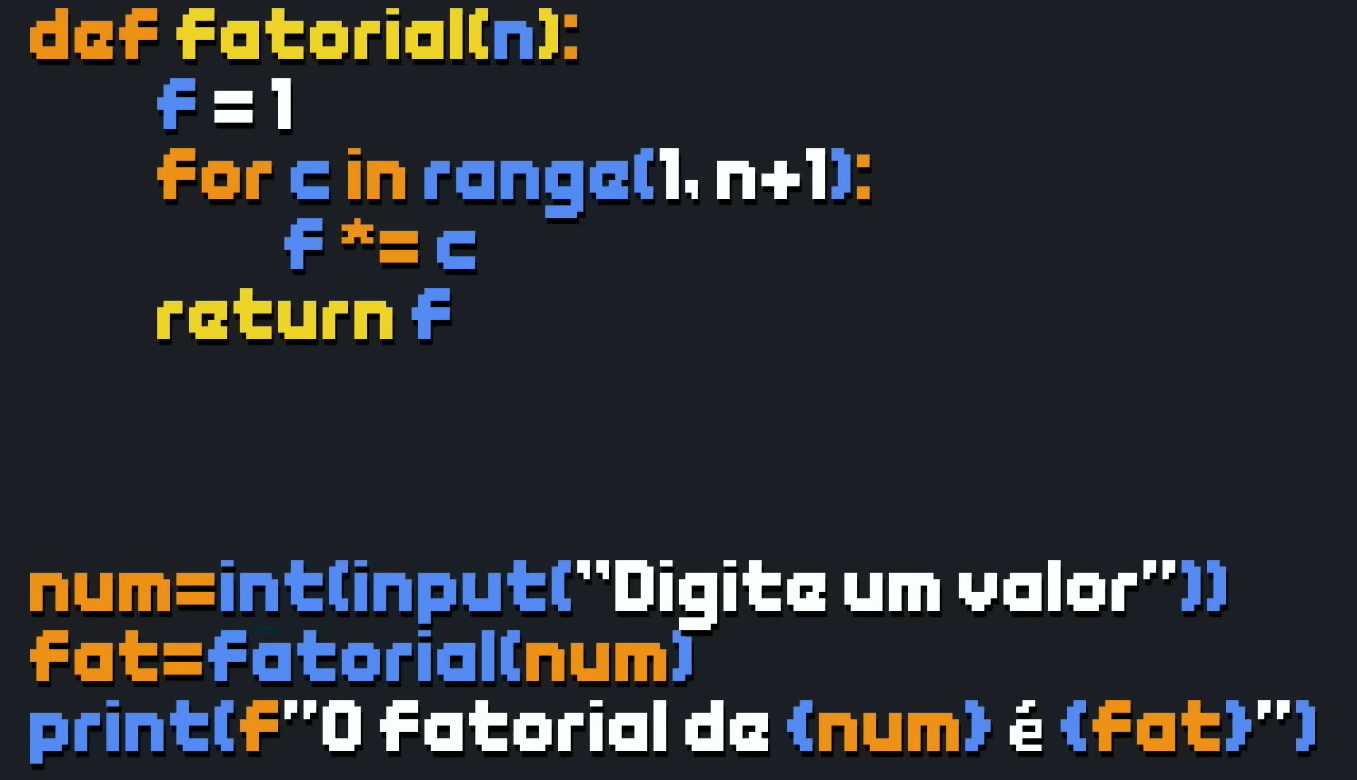 def fatorial(n):
f = 1
for c in range(1, n+1):
f *= c
return f
num=int(input("Digite um valor"))
fat=fatorial(num)
print(f"O fatorial de {num} é {fat}")